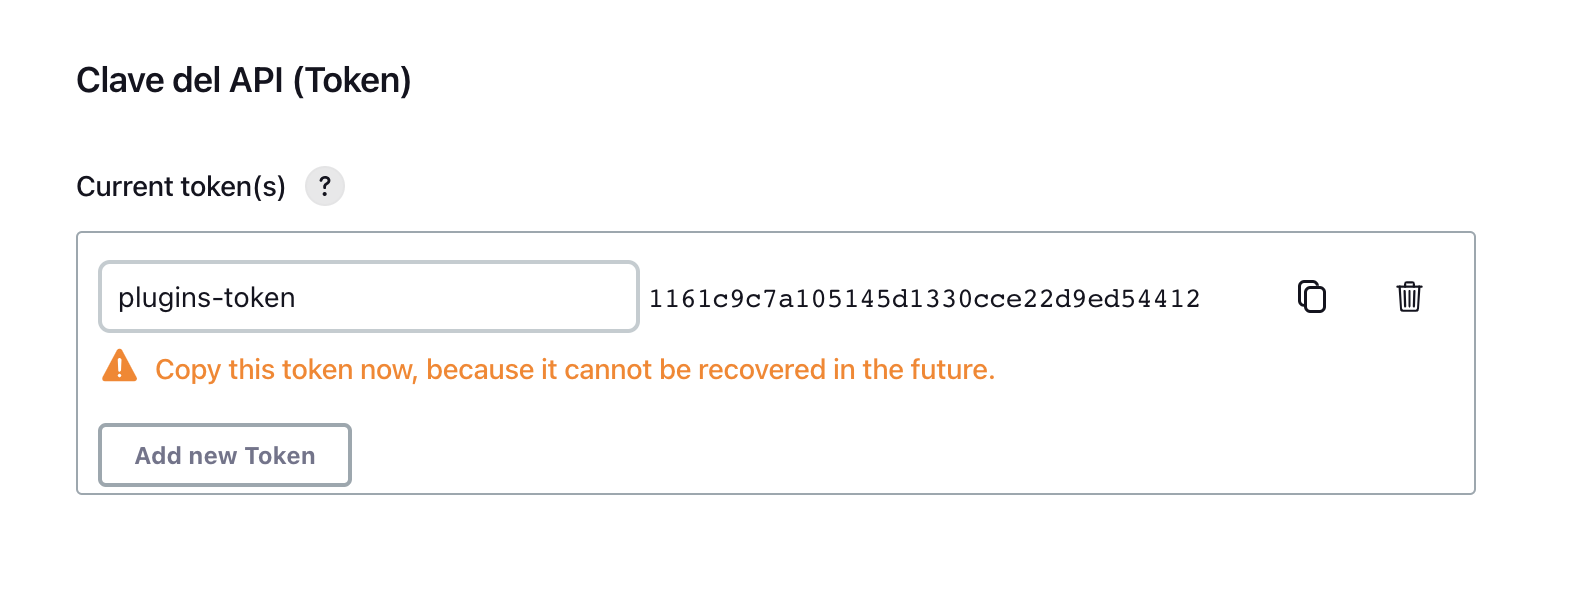 Clave del API (Token)
Current token(s) ?
plugins-token 1161c9c7a105145d1330cce22d9ed54412
Copy this token now, because it cannot be recovered in the future.
Add new Token